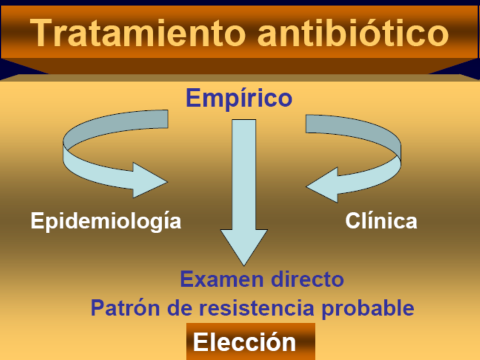 Tratamiento antibiótico
Empírico
Epidemiología
Clínica
Examen directo
Patrón de resistencia probable
Elección